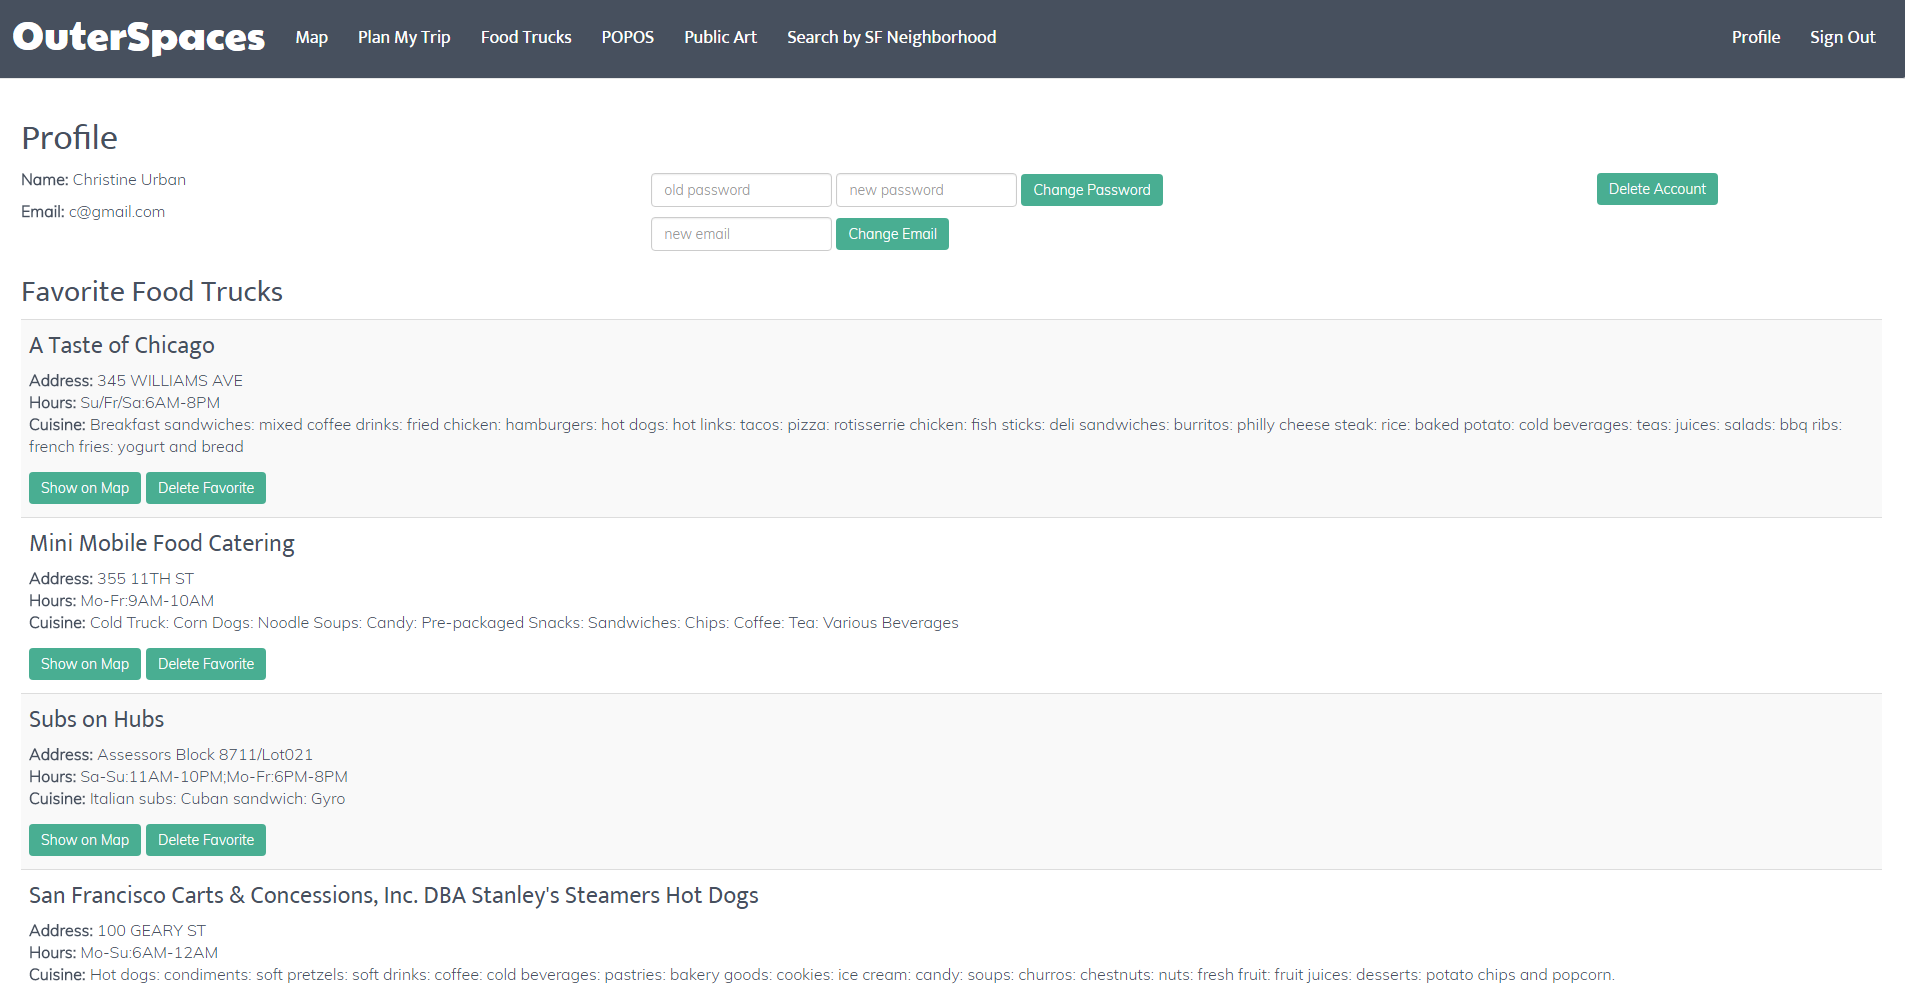 OuterSpaces Map Plan My Trip Food Trucks POPOS Public Art Search by SF Neighborhood Profile Sign Out
Profile
Name: Christine Urban
old password new password Change Password Delete Account
Email: c@gmail.com
new email Change Email
Favorite Food Trucks
A Taste of Chicago
Address: 345 WILLIAMS AVE
Hours: Su/Fr/Sa:6AM-8PM
Cuisine: Breakfast sandwiches: mixed coffee drinks: fried chicken: hamburgers: hot dogs: hot links: tacos: pizza: rotisserie chicken: fish sticks: deli sandwiches: burritos: philly cheese steak: rice: baked potato: cold beverages: teas: juices: salads: bbq ribs:
french fries: yogurt and bread
Show on Map Delete Favorite
Mini Mobile Food Catering
Address: 355 11TH ST
Hours: Mo-Fr:9AM-10AM
Cuisine: Cold Truck: Corn Dogs: Noodle Soups: Candy: Pre-packaged Snacks: Sandwiches: Chips: Coffee: Tea: Various Beverages
Show on Map Delete Favorite
Subs on Hubs
Address: Assessors Block 8711/Lot021
Hours: Sa-Su:11AM-10PM;Mo-Fr:6PM-8PM
Cuisine: Italian subs: Cuban sandwich: Gyro
Show on Map Delete Favorite
San Francisco Carts & Concessions, Inc. DBA Stanley's Steamers Hot Dogs
Address: 100 GEARY ST
Hours: Mo-Su:6AM-12AM
Cuisine: Hot dogs: condiments: soft pretzels: soft drinks: coffee: cold beverages: pastries: bakery goods: cookies: ice cream: candy: soups: churros: chestnuts: nuts: fresh fruit: fruit juices: desserts: potato chips and popcorn.